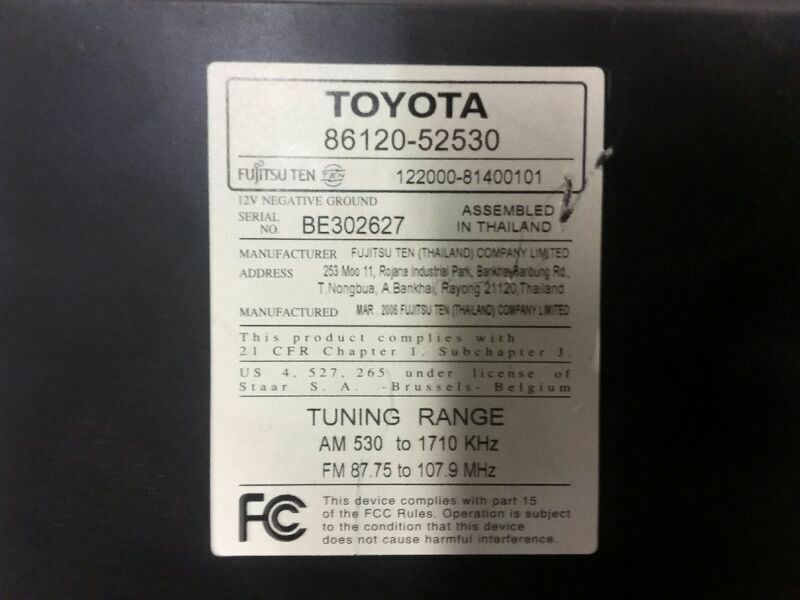 TOYOTA
86120-52530
FUJITSU TEN TEN 122000-81400101
12V NEGATIVE GROUND
SERIAL NO. BE302627
ASSEMBLED IN THAILAND
MANUFACTURER FUJITSU TEN (THAILAND) COMPANY LIMITED
ADDRESS 253 Moo 11, Rojana Industrial Park, Bankhai-Banbung Rd.,
T.Nongbua, A.Bankhai, Rayong 21120,Thailand
MANUFACTURED MAR . 2006 FUJITSU TEN (THAILAND) COMPANY LIMITED
This product complies with
21 CFR Chapter 1. Subchapter J.
US 4, 527, 265 under license of
Staar S. A. -Brussels- Belgium
TUNING RANGE
AM 530 to 1710 KHz
FM 87.75 to 107.9 MHz
FC This device complies with part 15
of the FCC Rules. Operation is subject
to the condition that this device
does not cause harmful interference.